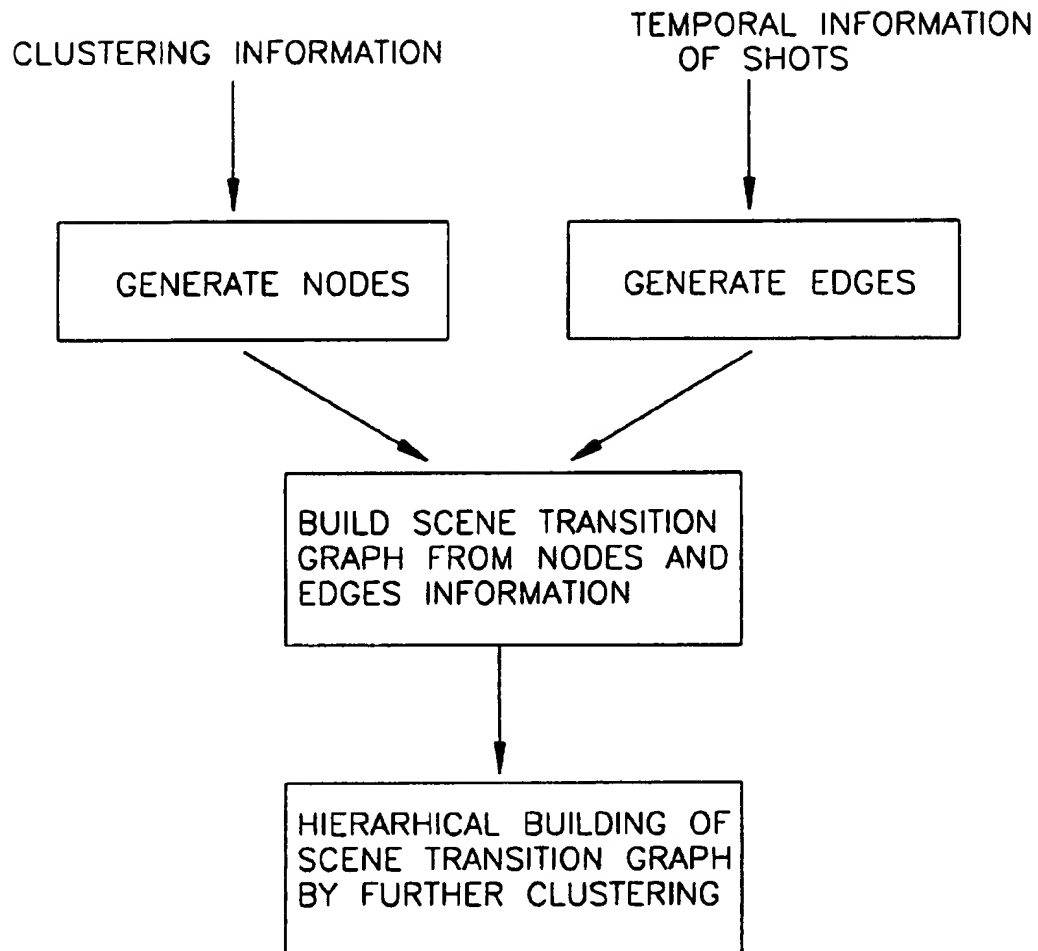 CLUSTERING INFORMATION
TEMPORAL INFORMATION
OF SHOTS
GENERATE NODES
GENERATE EDGES
BUILD SCENE TRANSITION
GRAPH FROM NODES AND
EDGES INFORMATION
HIERARHICAL BUILDING OF
SCENE TRANSITION GRAPH
BY FURTHER CLUSTERING